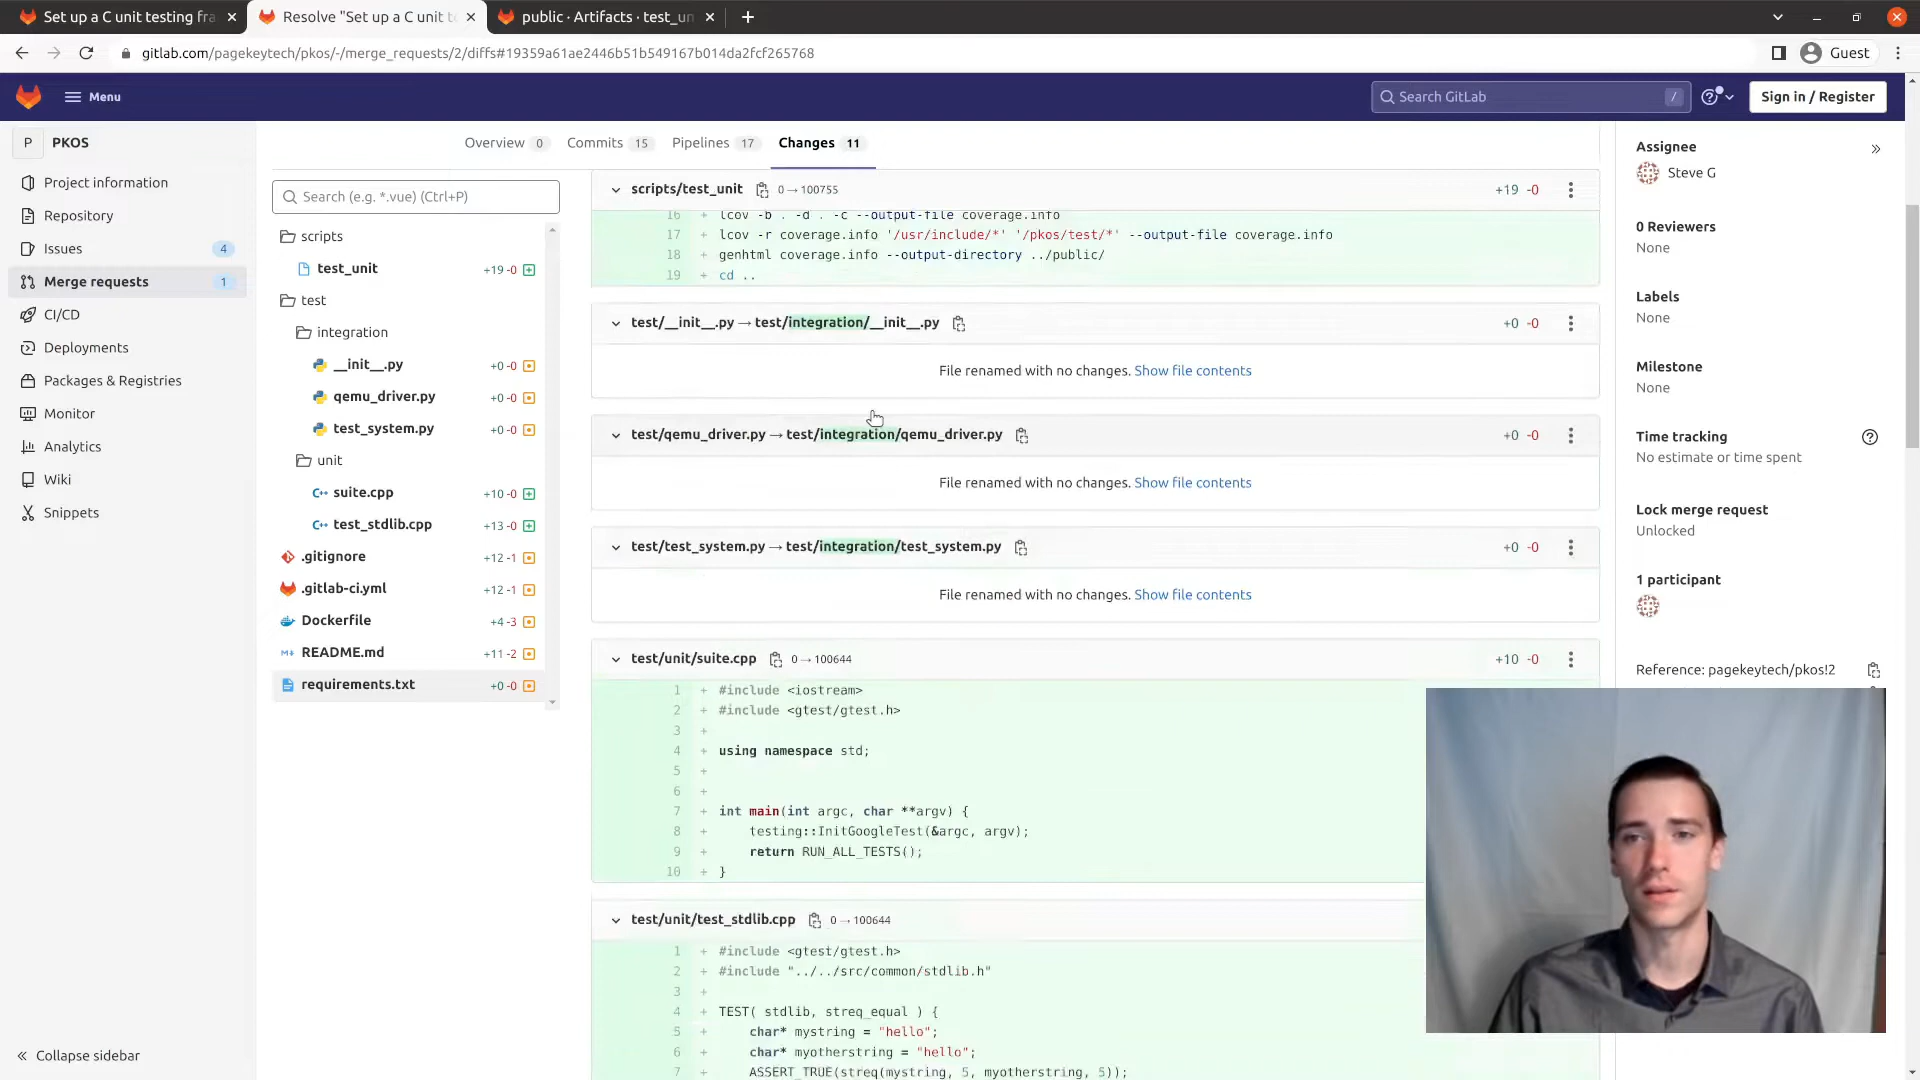 Set up a C unit testing fra
Resolve "Set up a C unit te
public · Artifacts · test_un
gitlab.com/pagekeytech/pkos/-/merge_requests/2/diffs#19359a61ae2446b51b549167b014da2fcf265768
Guest
Menu
Search GitLab
/
Sign in / Register
P PKOS
Project information
Repository
Issues 4
Merge requests 1
CI/CD
Deployments
Packages & Registries
Monitor
Analytics
Wiki
Snippets
Collapse sidebar
Overview 0
Commits 15
Pipelines 17
Changes 11
Search (e.g. *.vue) (Ctrl+P)
scripts
test_unit +19 -0
test
integration
__init__.py +0 -0
qemu_driver.py +0 -0
test_system.py +0 -0
unit
suite.cpp +10 -0
test_stdlib.cpp +13 -0
.gitignore +12 -1
.gitlab-ci.yml +12 -1
Dockerfile +4 -3
README.md +11 -2
requirements.txt +0 -0
scripts/test_unit 0 → 100755 +19 -0
16 + lcov -b . -d . -c --output-file coverage.info
17 + lcov -r coverage.info '/usr/include/*' '/pkos/test/*' --output-file coverage.info
18 + genhtml coverage.info --output-directory ../public/
19 + cd ..
test/__init__.py → test/integration/__init__.py +0 -0
File renamed with no changes. Show file contents
test/qemu_driver.py → test/integration/qemu_driver.py +0 -0
File renamed with no changes. Show file contents
test/test_system.py → test/integration/test_system.py +0 -0
File renamed with no changes. Show file contents
test/unit/suite.cpp 0 → 100644 +10 -0
1 + #include <iostream>
2 + #include <gtest/gtest.h>
3 +
4 + using namespace std;
5 +
6 +
7 + int main(int argc, char **argv) {
8 + testing::InitGoogleTest(&argc, argv);
9 + return RUN_ALL_TESTS();
10 + }
test/unit/test_stdlib.cpp 0 → 100644
1 + #include <gtest/gtest.h>
2 + #include "../../src/common/stdlib.h"
3 +
4 + TEST( stdlib, streq_equal ) {
5 + char* mystring = "hello";
6 + char* myotherstring = "hello";
7 + ASSERT_TRUE(streq(mystring, 5, myotherstring, 5));
Assignee
Steve G
0 Reviewers
None
Labels
None
Milestone
None
Time tracking
No estimate or time spent
Lock merge request
Unlocked
1 participant
Reference: pagekeytech/pkos!2